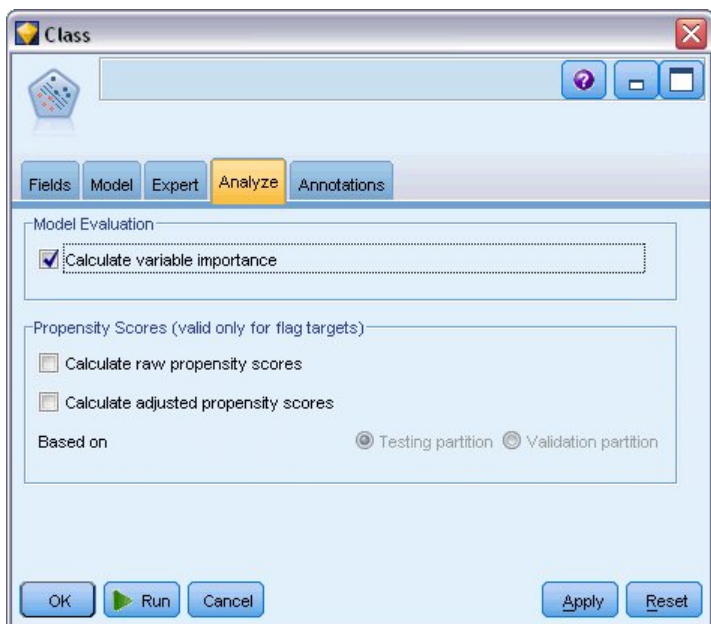 Class
Fields Model Expert Analyze Annotations
Model Evaluation
Calculate variable importance
Propensity Scores (valid only for flag targets)
Calculate raw propensity scores
Calculate adjusted propensity scores
Based on Testing partition Validation partition
OK Run Cancel Apply Reset